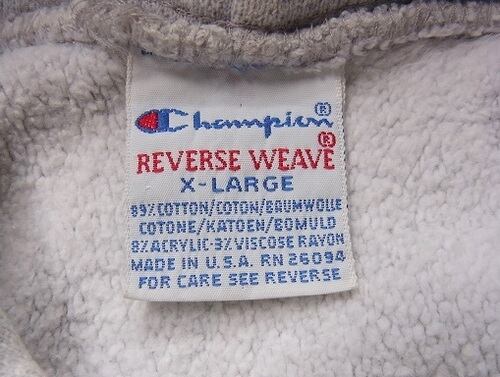 Champion®
REVERSE WEAVE®
X-LARGE
89% COTTON/COTON/BAUMWOLLE
COTONE/KATOEN/BOMULD
8% ACRYLIC-3% VISCOSE RAYON
MADE IN U.S.A. RN 26094
FOR CARE SEE REVERSE